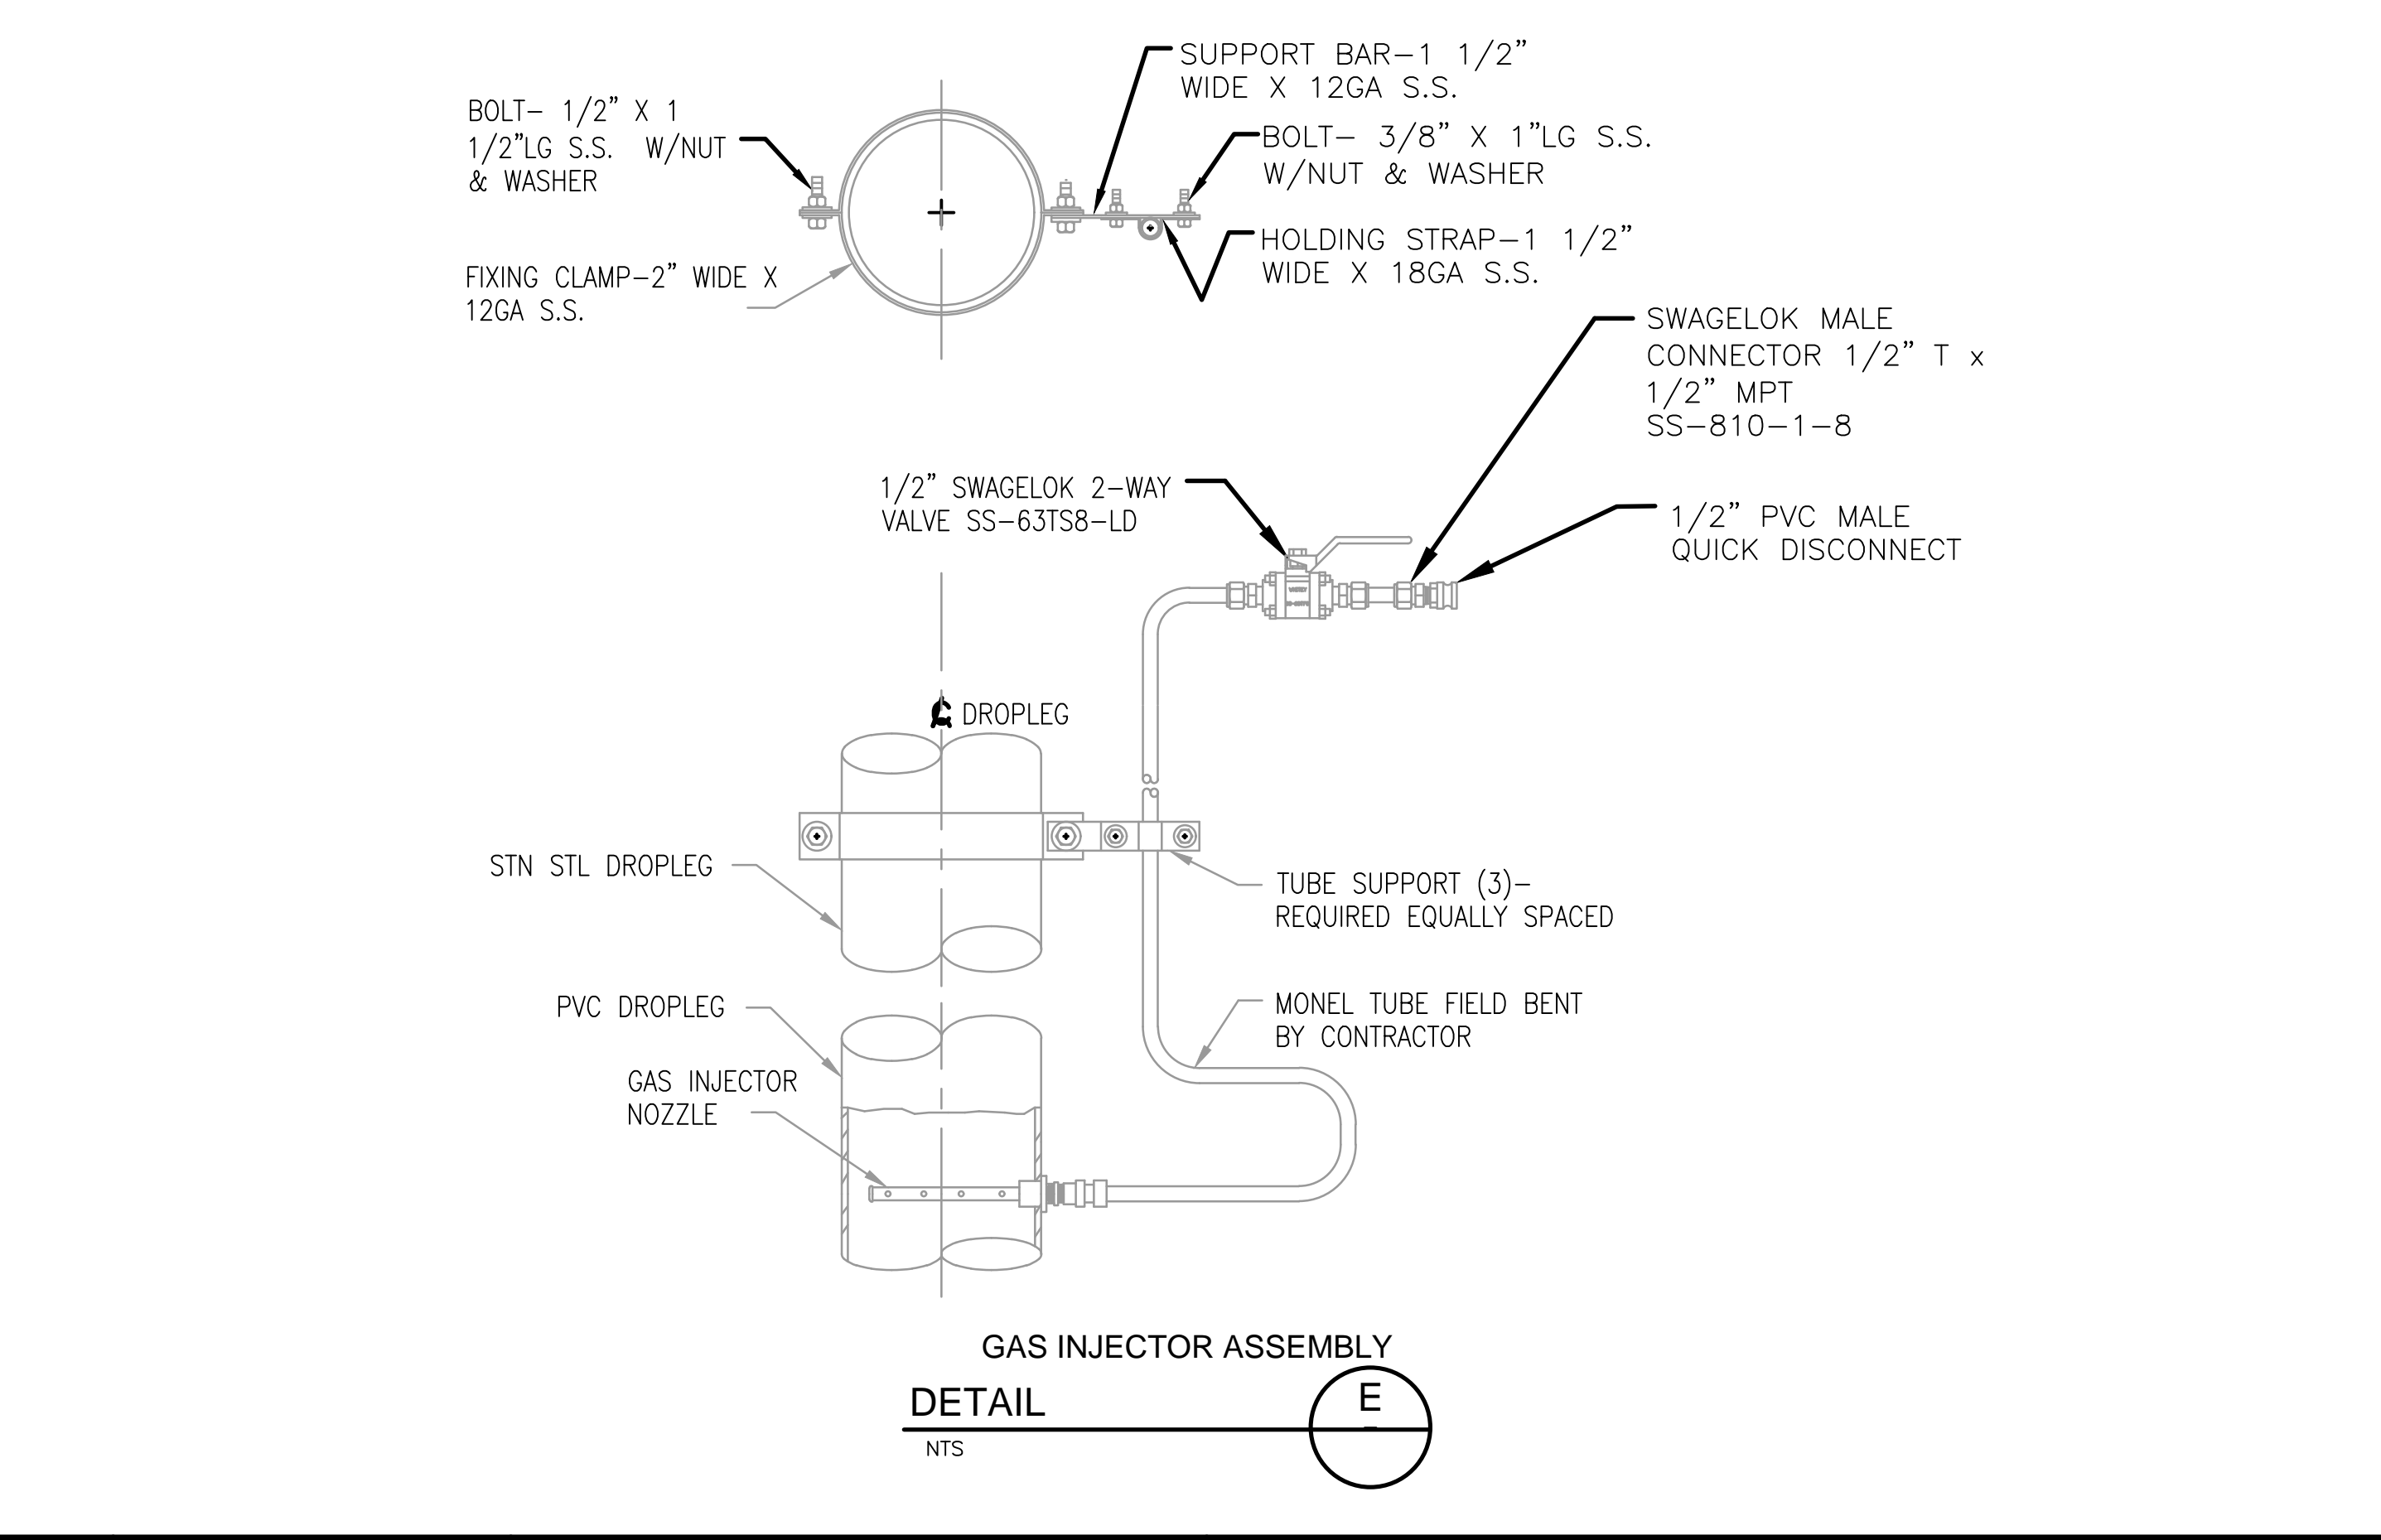 SUPPORT BAR-1 1/2"
WIDE X 12GA S.S.
BOLT- 1/2" X 1
1/2"LG S.S. W/NUT
& WASHER
BOLT- 3/8" X 1"LG S.S.
W/NUT & WASHER
FIXING CLAMP-2" WIDE X
12GA S.S.
HOLDING STRAP-1 1/2"
WIDE X 18GA S.S.
SWAGELOK MALE
CONNECTOR 1/2" T x
1/2" MPT
SS-810-1-8
1/2" SWAGELOK 2-WAY
VALVE SS-63TS8-LD
1/2" PVC MALE
QUICK DISCONNECT
℄ DROPLEG
STN STL DROPLEG
TUBE SUPPORT (3)-
REQUIRED EQUALLY SPACED
PVC DROPLEG
MONEL TUBE FIELD BENT
BY CONTRACTOR
GAS INJECTOR
NOZZLE
GAS INJECTOR ASSEMBLY
DETAIL
E
-
NTS